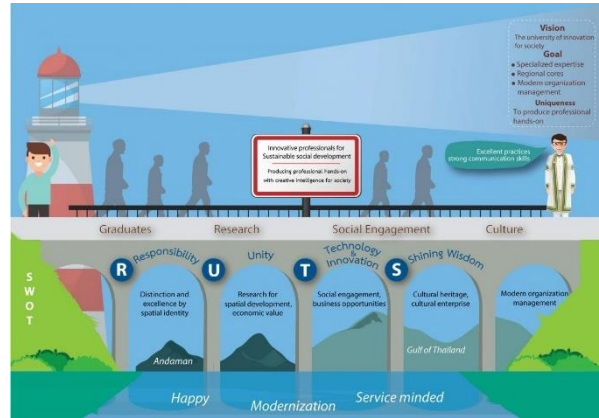 Vision
The university of innovation
for society
Goal
Specialized expertise
Regional cores
Modern organization
management
Uniqueness
To produce professional
hands-on
Innovative professionals for
Sustainable social development
Producing professional Hands-on
with creative intelligence for society
Excellent practices
strong communication skills
Graduates
Research
Social Engagement
Culture
SWOT
R
Responsibility
U
Unity
T
Technology
&
Innovation
S
Shining Wisdom
Distinction and
excellence by
spatial identity
Research for
spatial development,
economic value
Social engagement,
business opportunities
Cultural heritage,
cultural enterprise
Modern organization
management
Andaman
Gulf of Thailand
Happy
Modernization
Service minded